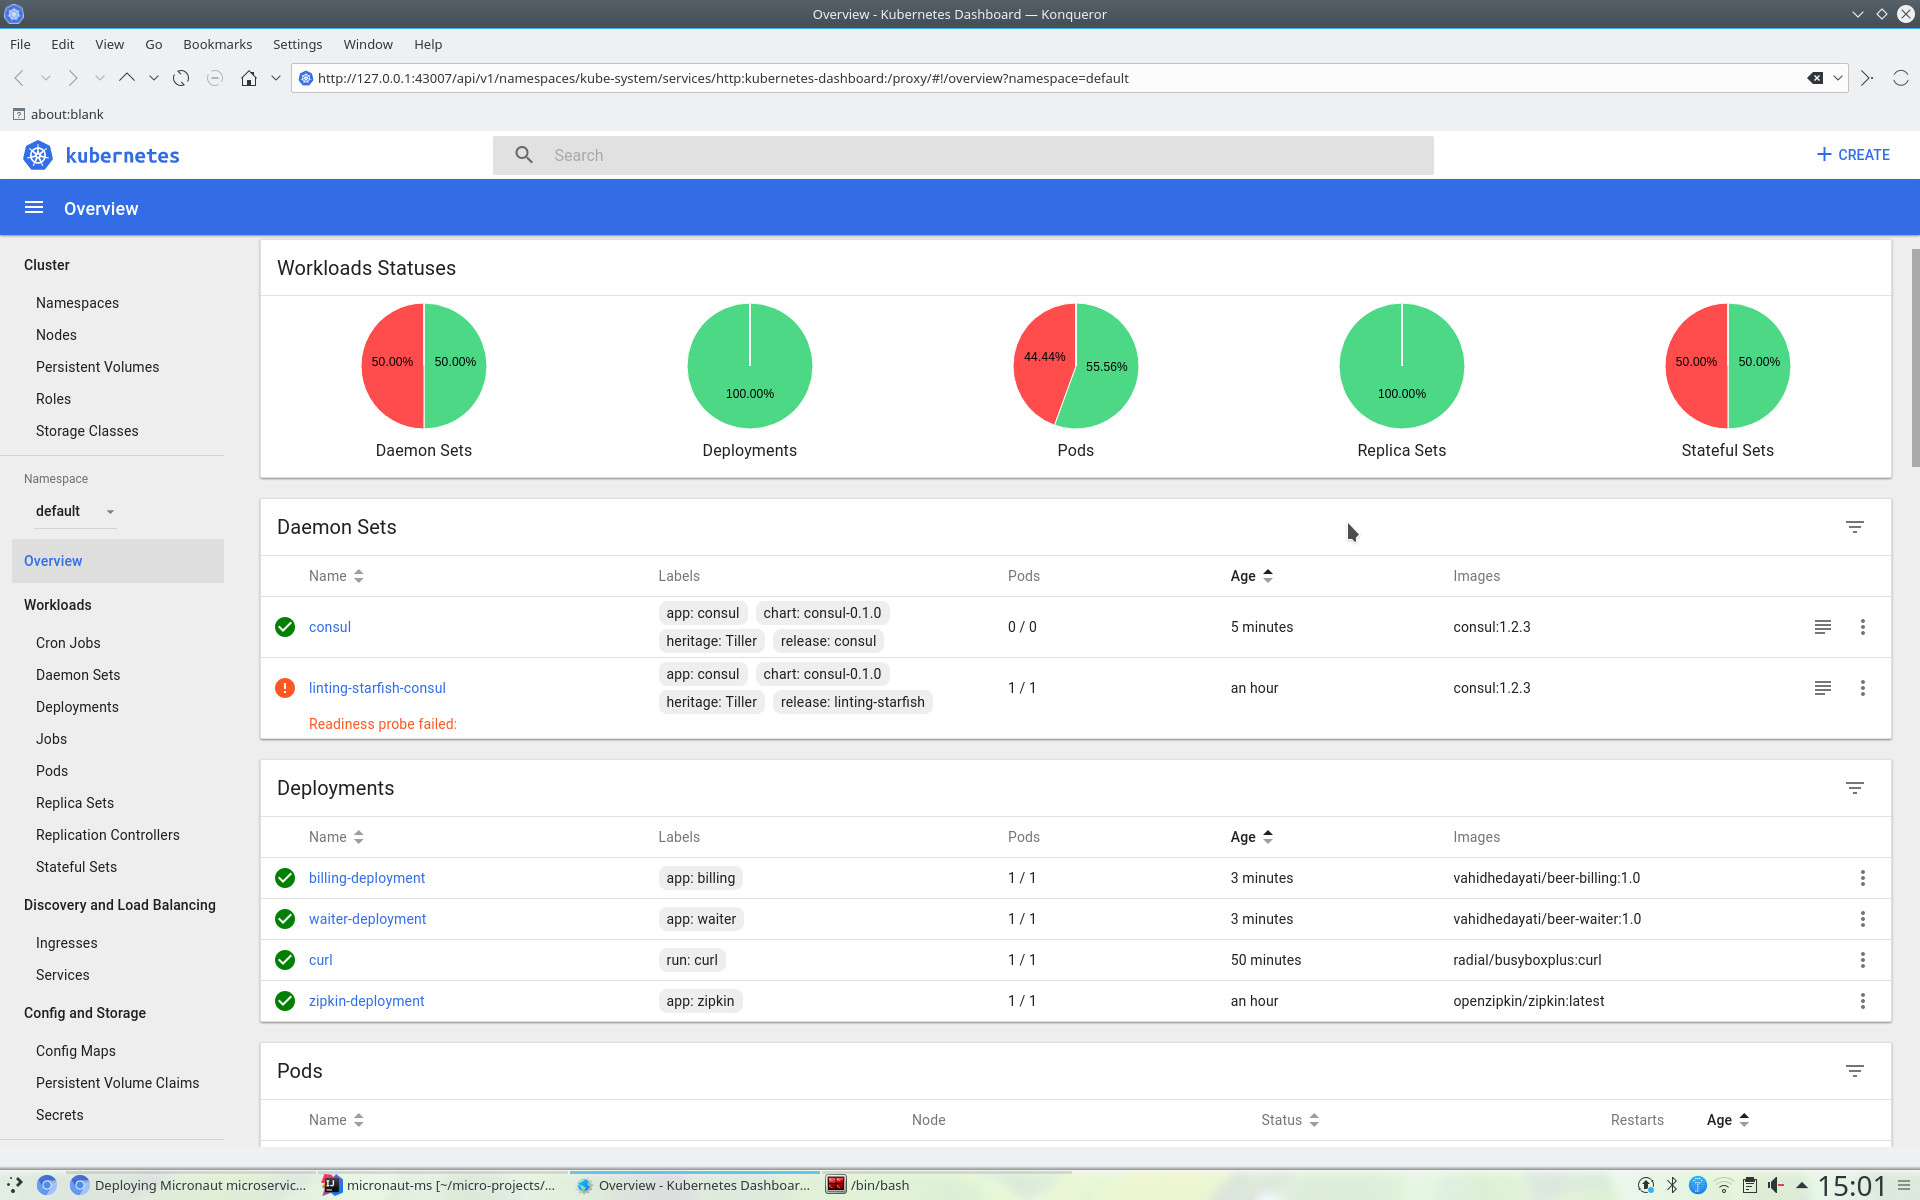 Overview - Kubernetes Dashboard — Konqueror
File Edit View Go Bookmarks Settings Window Help
http://127.0.0.1:43007/api/v1/namespaces/kube-system/services/http:kubernetes-dashboard:/proxy/#!/overview?namespace=default
about:blank
kubernetes
Search
+ CREATE
Overview
Cluster
Namespaces
Nodes
Persistent Volumes
Roles
Storage Classes
Namespace
default
Overview
Workloads
Cron Jobs
Daemon Sets
Deployments
Jobs
Pods
Replica Sets
Replication Controllers
Stateful Sets
Discovery and Load Balancing
Ingresses
Services
Config and Storage
Config Maps
Persistent Volume Claims
Secrets
Workloads Statuses
50.00% 50.00%
100.00%
44.44% 55.56%
100.00%
50.00% 50.00%
Daemon Sets Deployments Pods Replica Sets Stateful Sets
Daemon Sets
Name Labels Pods Age Images
consul app: consul chart: consul-0.1.0 0 / 0 5 minutes consul:1.2.3
heritage: Tiller release: consul
linting-starfish-consul app: consul chart: consul-0.1.0 1 / 1 an hour consul:1.2.3
heritage: Tiller release: linting-starfish
Readiness probe failed:
Deployments
Name Labels Pods Age Images
billing-deployment app: billing 1 / 1 3 minutes vahidhedayati/beer-billing:1.0
waiter-deployment app: waiter 1 / 1 3 minutes vahidhedayati/beer-waiter:1.0
curl run: curl 1 / 1 50 minutes radial/busyboxplus:curl
zipkin-deployment app: zipkin 1 / 1 an hour openzipkin/zipkin:latest
Pods
Name Node Status Restarts Age
Deploying Micronaut microservic... micronaut-ms [~/micro-projects/... Overview - Kubernetes Dashboar... /bin/bash 15:01